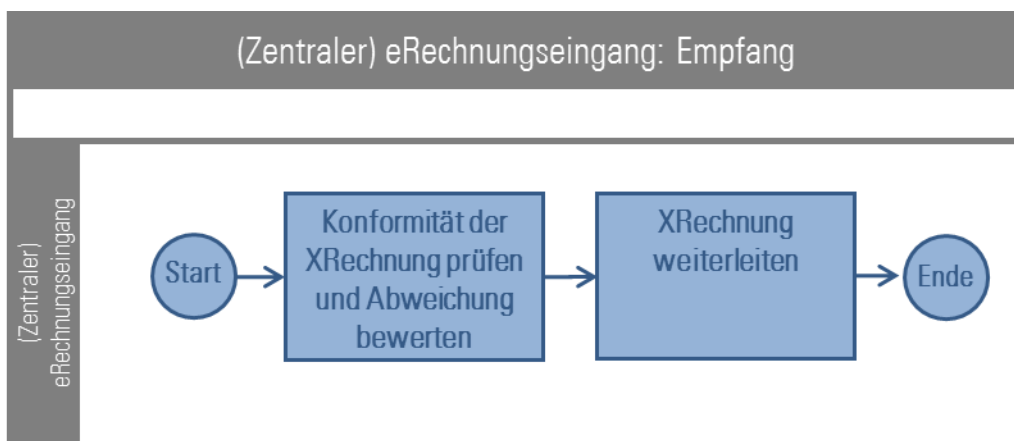 (Zentraler) eRechnungseingang: Empfang
(Zentraler)
eRechnungseingang
Start
Konformität der
XRechnung prüfen
und Abweichung
bewerten
XRechnung
weiterleiten
Ende